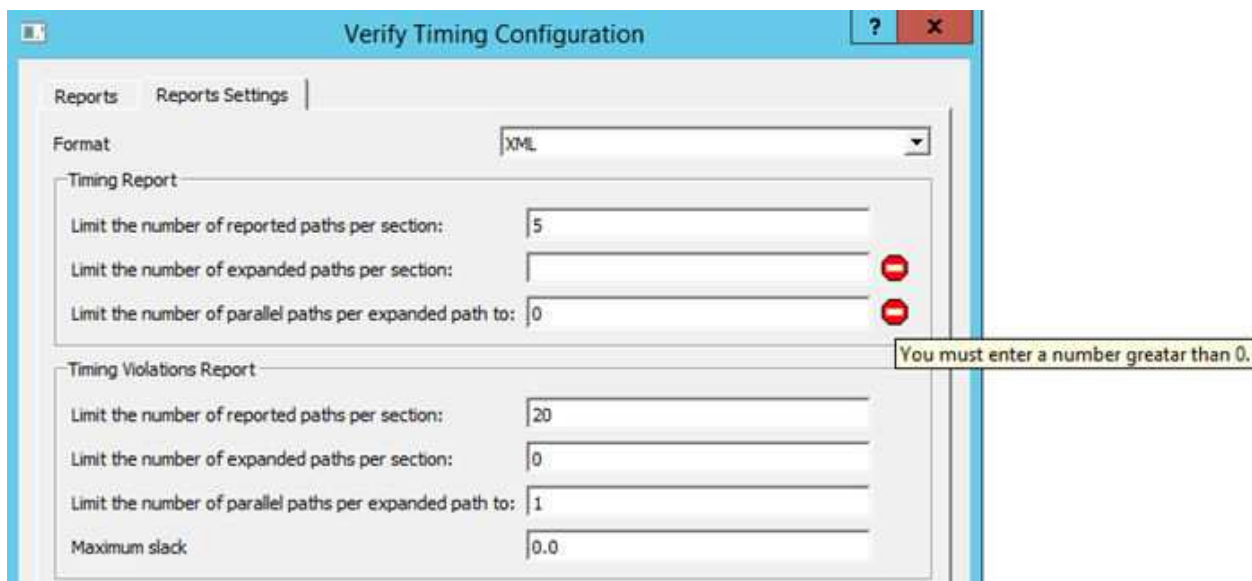 Verify Timing Configuration ? x
Reports Reports Settings
Format XML
Timing Report
Limit the number of reported paths per section: 5
Limit the number of expanded paths per section:
Limit the number of parallel paths per expanded path to: 0
You must enter a number greatar than 0.
Timing Violations Report
Limit the number of reported paths per section: 20
Limit the number of expanded paths per section: 0
Limit the number of parallel paths per expanded path to: 1
Maximum slack 0.0